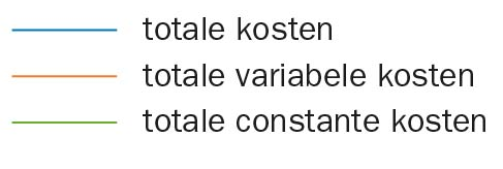 totale kosten
totale variabele kosten
totale constante kosten